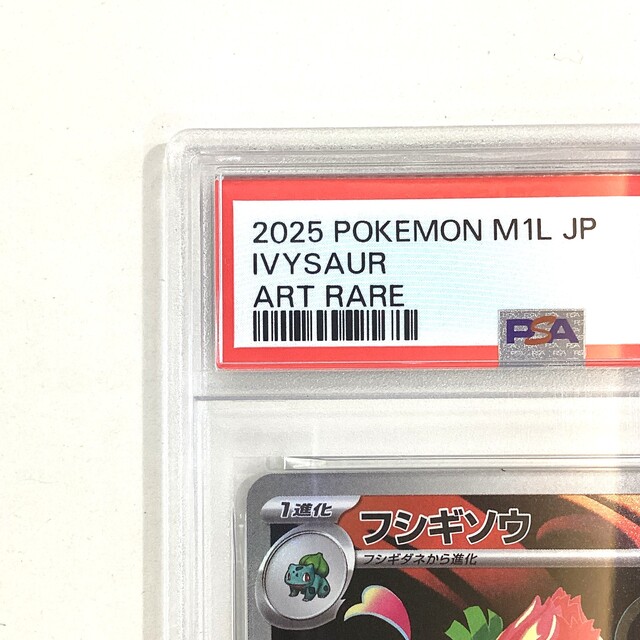 2025 POKEMON M1L JP
IVYSAUR
ART RARE
PSA
1進化
フシギソウ
フシギダネから進化